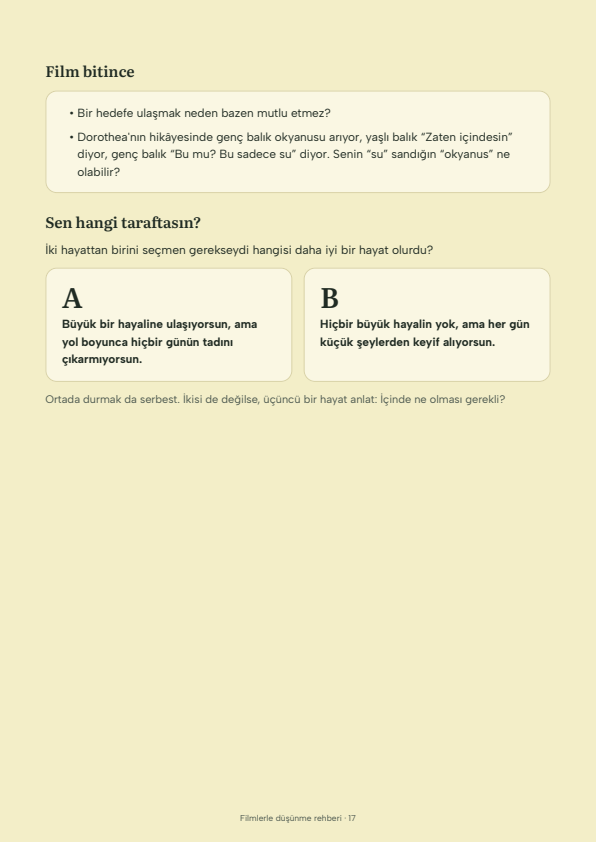 Film bitince
• Bir hedefe ulaşmak neden bazen mutlu etmez?
• Dorothea'nın hikâyesinde genç balık okyanusu arıyor, yaşlı balık “Zaten içindesin”
diyor, genç balık “Bu mu? Bu sadece su” diyor. Senin “su” sandığın “okyanus” ne
olabilir?
Sen hangi taraftasın?
İki hayattan birini seçmen gerekseydi hangisi daha iyi bir hayat olurdu?
A
Büyük bir hayaline ulaşıyorsun, ama
yol boyunca hiçbir günün tadını
çıkarmıyorsun.
B
Hiçbir büyük hayalin yok, ama her gün
küçük şeylerden keyif alıyorsun.
Ortada durmak da serbest. İkisi de değilse, üçüncü bir hayat anlat: İçinde ne olması gerekli?
Filmlerle düşünme rehberi · 17